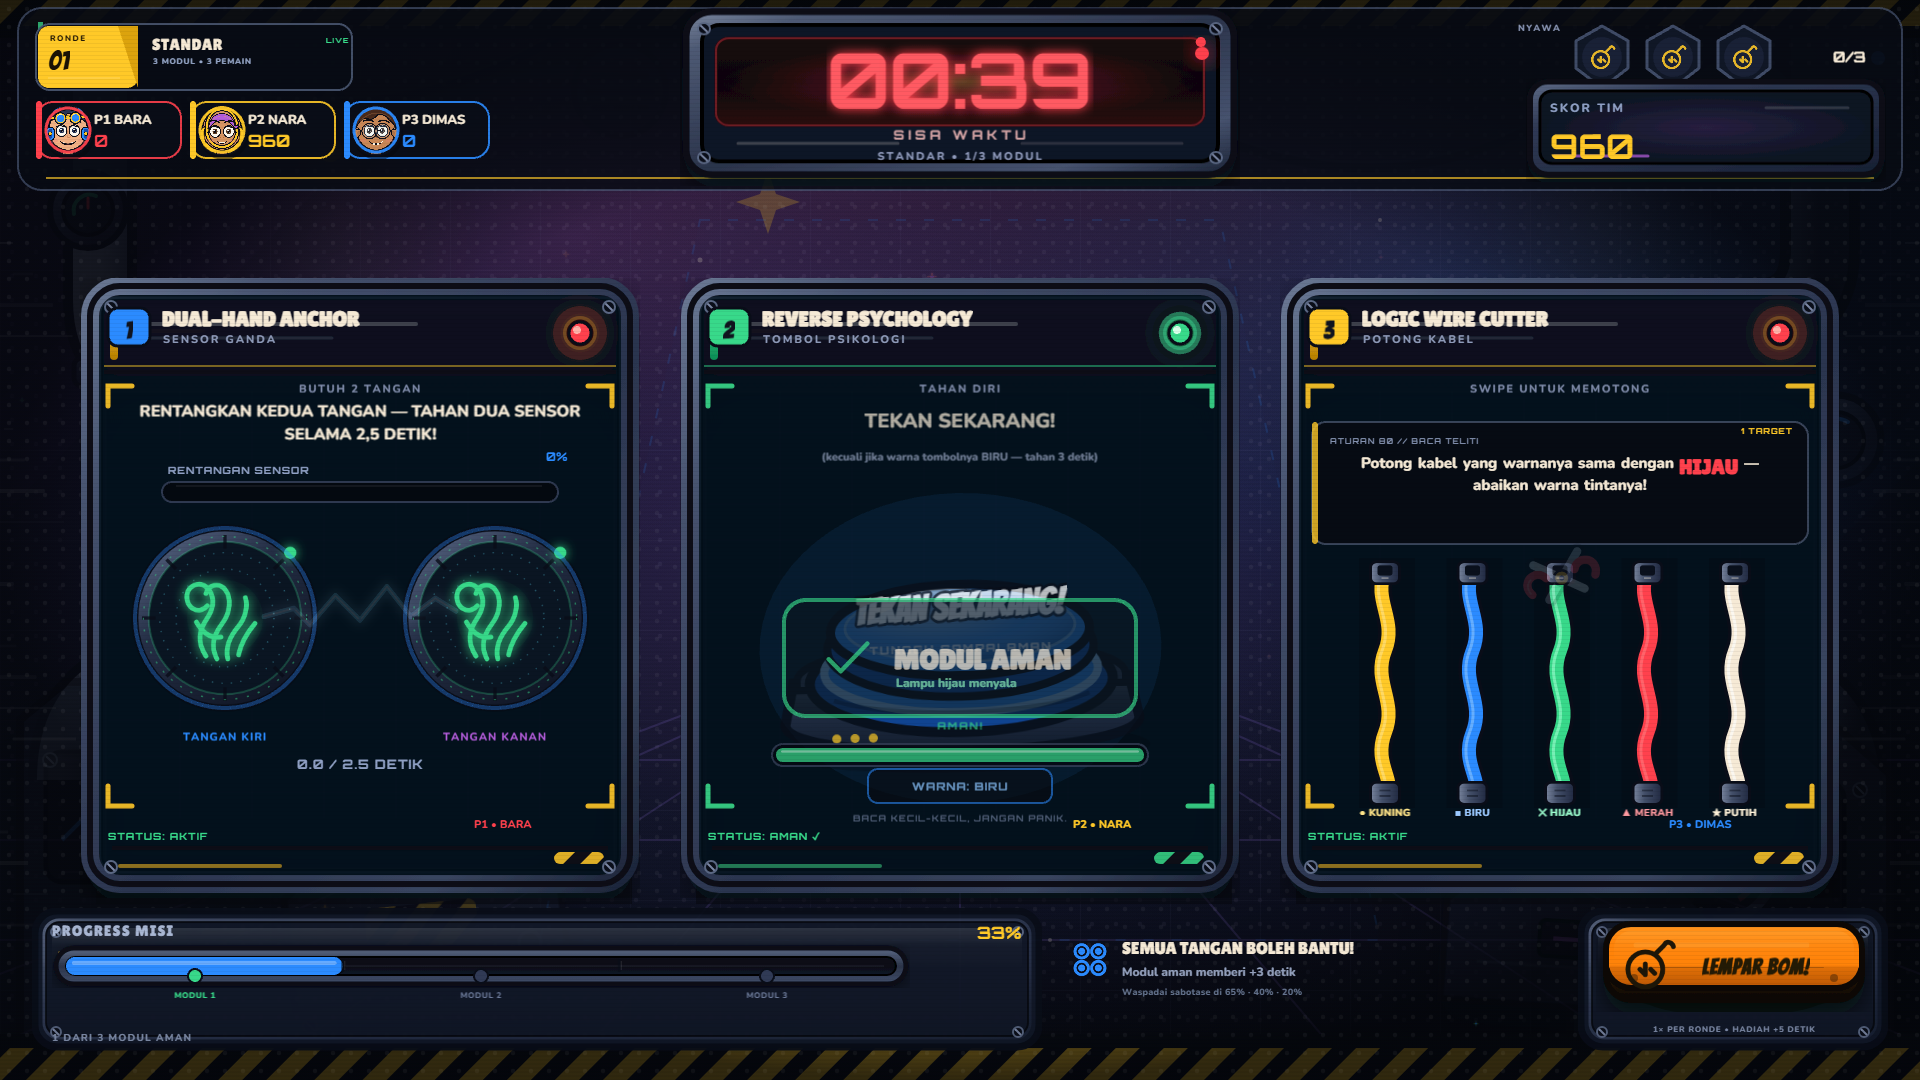 RONDE
01
STANDAR
3 MODUL • 3 PEMAIN
LIVE
P1 BARA
0
P2 NARA
960
P3 DIMAS
0
00:39
SISA WAKTU
STANDAR • 1/3 MODUL
NYAWA
0/3
SKOR TIM
960
1
DUAL-HAND ANCHOR
SENSOR GANDA
BUTUH 2 TANGAN
RENTANGKAN KEDUA TANGAN — TAHAN DUA SENSOR
SELAMA 2,5 DETIK!
0%
RENTANGAN SENSOR
TANGAN KIRI
TANGAN KANAN
0.0 / 2.5 DETIK
P1 • BARA
STATUS: AKTIF
2
REVERSE PSYCHOLOGY
TOMBOL PSIKOLOGI
TAHAN DIRI
TEKAN SEKARANG!
(kecuali jika warna tombolnya BIRU — tahan 3 detik)
TEKAN SEKARANG!
MODUL AMAN
Lampu hijau menyala
AMAN!
WARNA: BIRU
BACA KECIL-KECIL, JANGAN PANIK.
P2 • NARA
STATUS: AMAN ✓
3
LOGIC WIRE CUTTER
POTONG KABEL
SWIPE UNTUK MEMOTONG
1 TARGET
ATURAN B0 // BACA TELITI
Potong kabel yang warnanya sama dengan HIJAU —
abaikan warna tintanya!
● KUNING
■ BIRU
✕ HIJAU
▲ MERAH
★ PUTIH
P3 • DIMAS
STATUS: AKTIF
PROGRESS MISI
33%
MODUL 1
MODUL 2
MODUL 3
1 DARI 3 MODUL AMAN
SEMUA TANGAN BOLEH BANTU!
Modul aman memberi +3 detik
Waspadai sabotase di 65% · 40% · 20%
LEMPAR BOM!
1× PER RONDE • HADIAH +5 DETIK